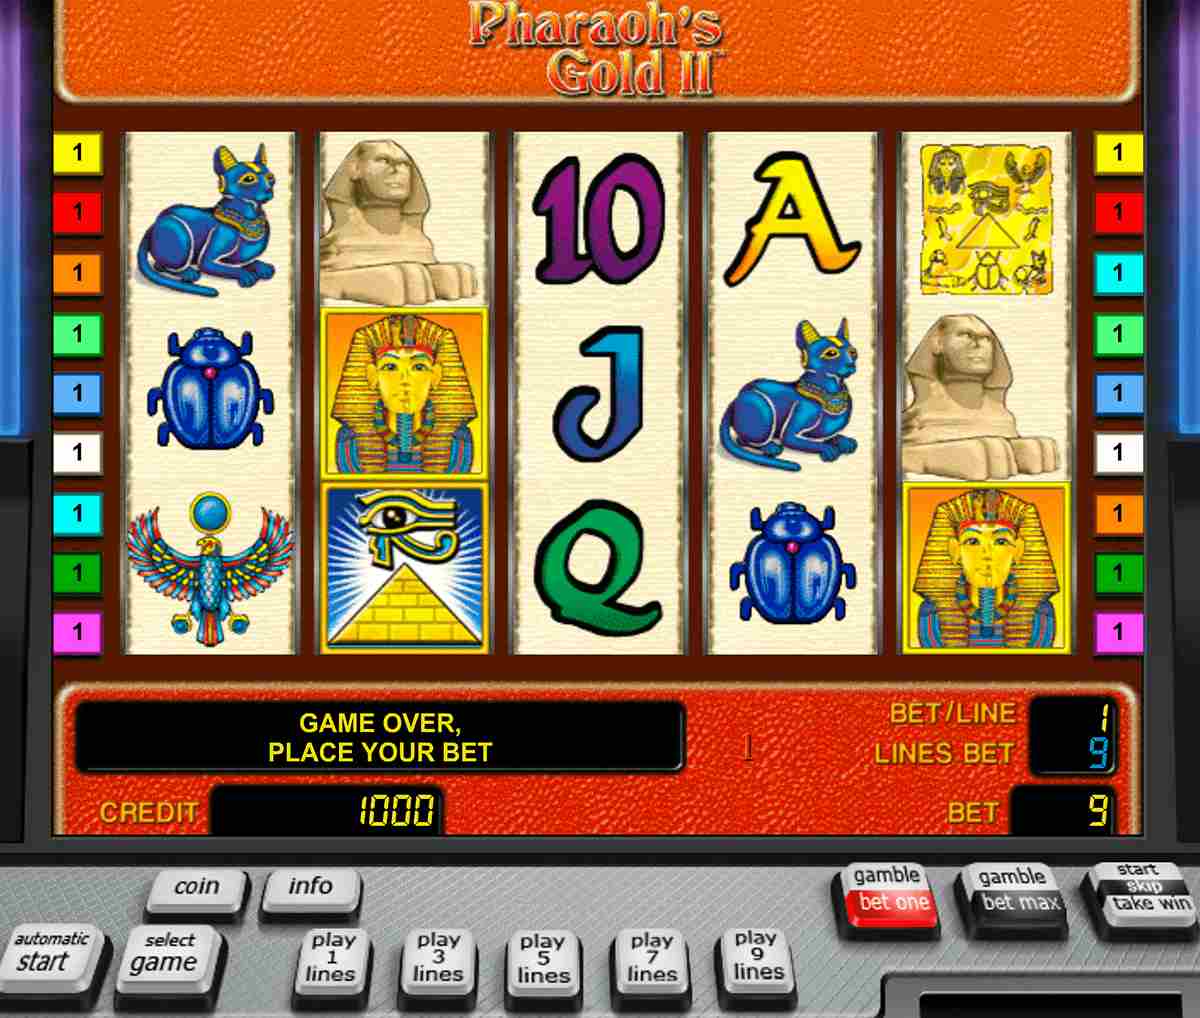 Pharaoh's
Gold II™
1 1
1 1
1 1
1 1
1 1
1 1
1 1
1 1
1 1
10 A
J
Q
GAME OVER,
PLACE YOUR BET
1
BET/LINE 1
LINES BET 9
CREDIT 1000
BET 9
coin info
gamble
bet one
gamble
bet max
start
skip
take win
automatic
start
select
game
play
1
lines
play
3
lines
play
5
lines
play
7
lines
play
9
lines